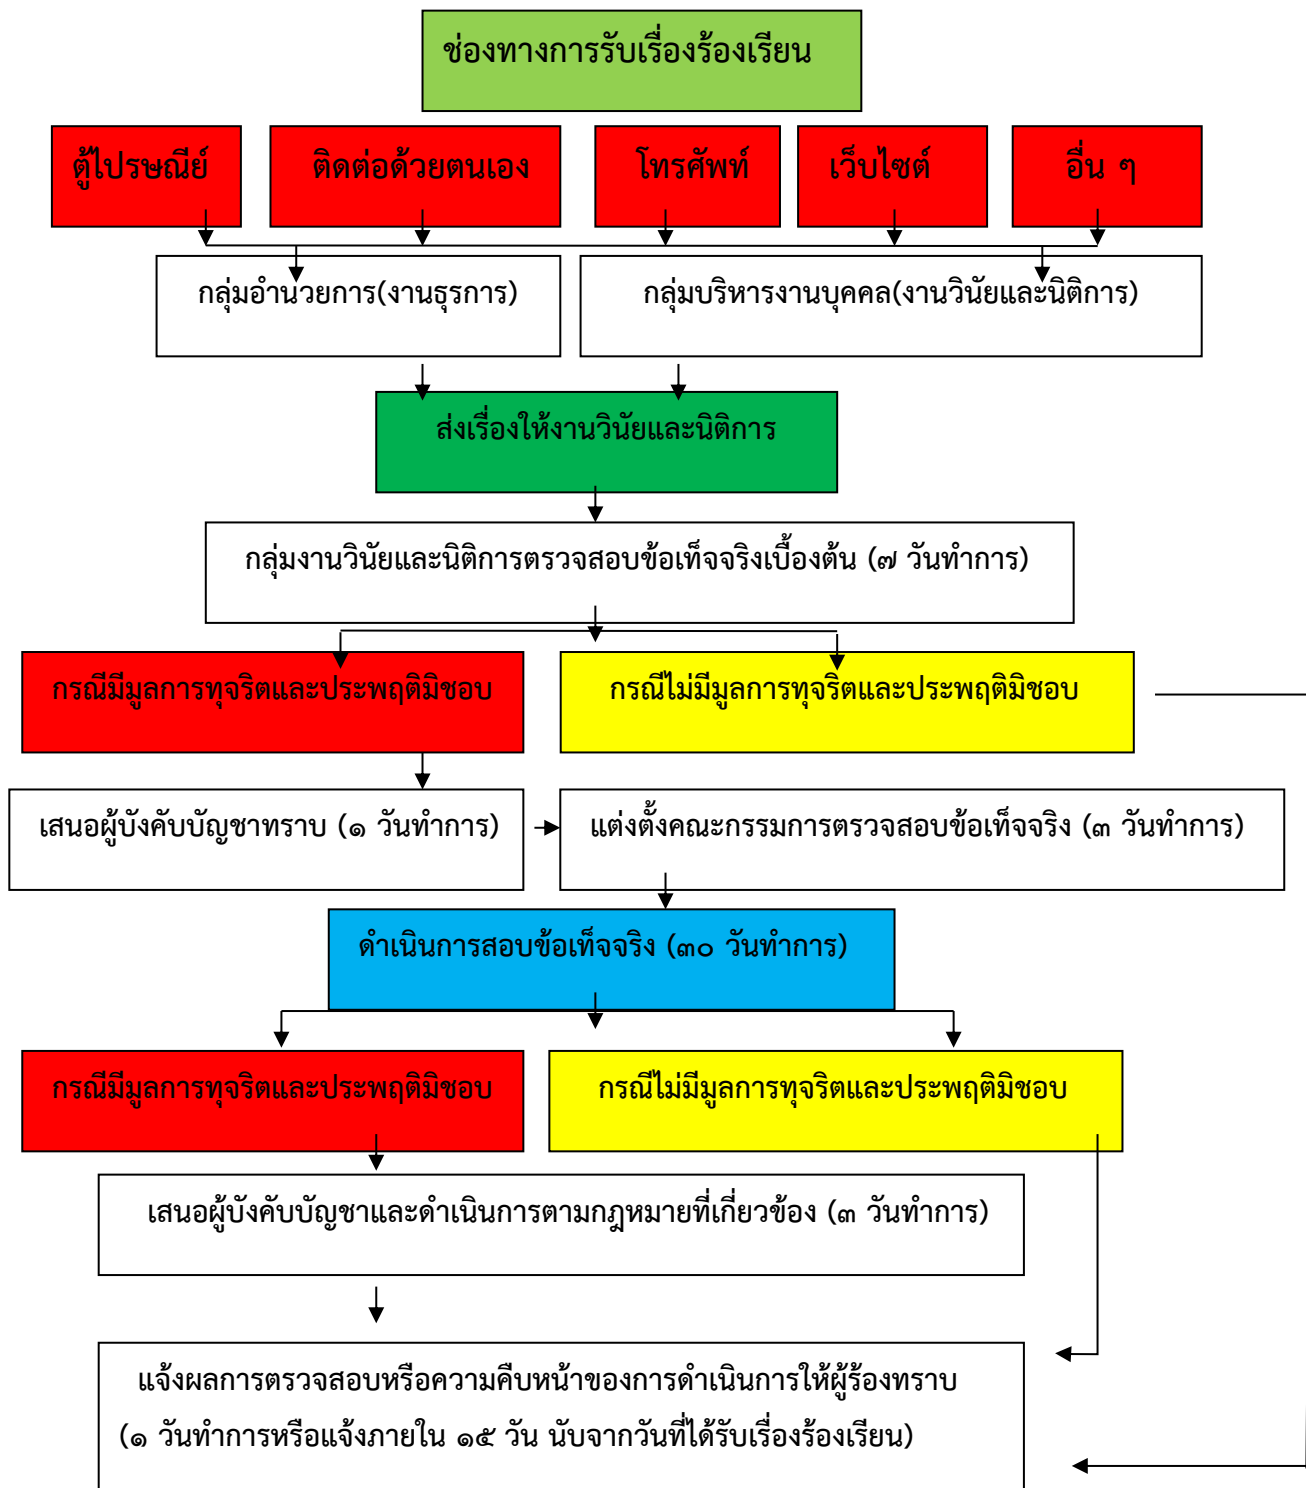 ช่องทางการรับเรื่องร้องเรียน
ตู้ไปรษณีย์
ติดต่อด้วยตนเอง
โทรศัพท์
เว็บไซต์
อื่น ๆ
กลุ่มอำนวยการ(งานธุรการ)
กลุ่มบริหารงานบุคคล(งานวินัยและนิติการ)
ส่งเรื่องให้งานวินัยและนิติการ
กลุ่มงานวินัยและนิติการตรวจสอบข้อเท็จจริงเบื้องต้น (๗ วันทำการ)
กรณีมีมูลการทุจริตและประพฤติมิชอบ
กรณีไม่มีมูลการทุจริตและประพฤติมิชอบ
เสนอผู้บังคับบัญชาทราบ (๑ วันทำการ)
แต่งตั้งคณะกรรมการตรวจสอบข้อเท็จจริง (๓ วันทำการ)
ดำเนินการสอบข้อเท็จจริง (๓๐ วันทำการ)
กรณีมีมูลการทุจริตและประพฤติมิชอบ
กรณีไม่มีมูลการทุจริตและประพฤติมิชอบ
เสนอผู้บังคับบัญชาและดำเนินการตามกฎหมายที่เกี่ยวข้อง (๓ วันทำการ)
แจ้งผลการตรวจสอบหรือความคืบหน้าของการดำเนินการให้ผู้ร้องทราบ
(๑ วันทำการหรือแจ้งภายใน ๑๕ วัน นับจากวันที่ได้รับเรื่องร้องเรียน)